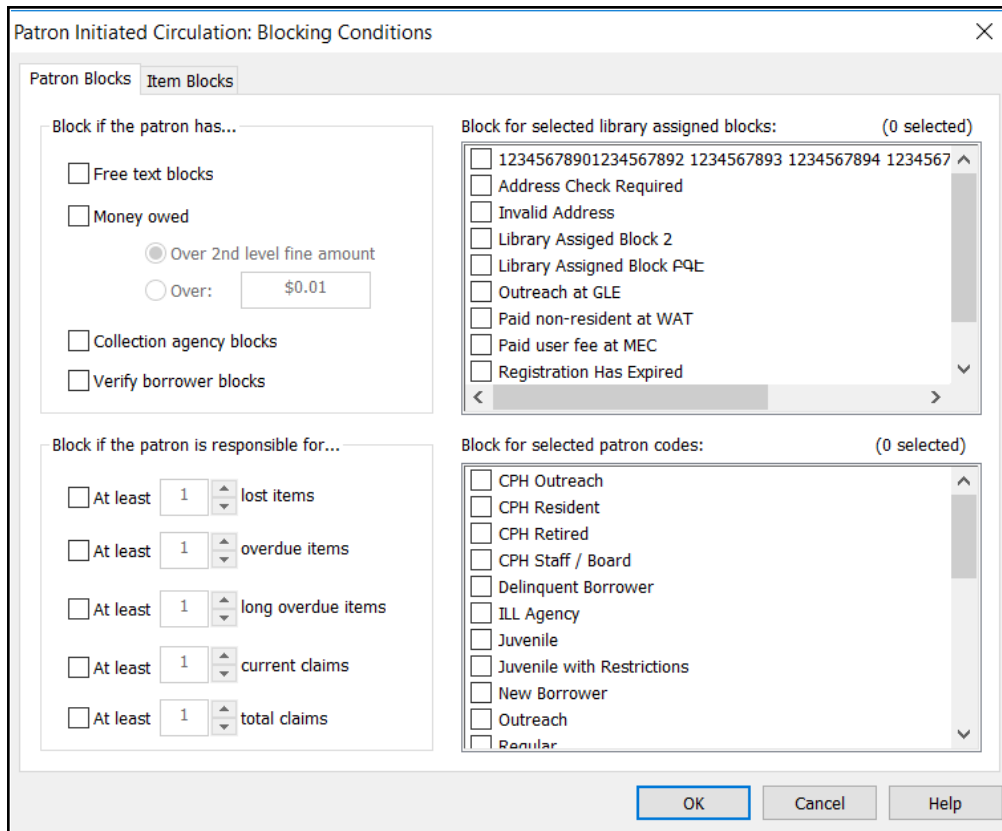 Patron Initiated Circulation: Blocking Conditions
Patron Blocks
Item Blocks
Block if the patron has...
Free text blocks
Money owed
Over 2nd level fine amount
Over: $0.01
Collection agency blocks
Verify borrower blocks
Block for selected library assigned blocks: (0 selected)
12345678901234567892 1234567893 1234567894 1234567
Address Check Required
Invalid Address
Library Assiged Block 2
Library Assigned Block ԲԳԷ
Outreach at GLE
Paid non-resident at WAT
Paid user fee at MEC
Registration Has Expired
Block if the patron is responsible for...
At least 1 lost items
At least 1 overdue items
At least 1 long overdue items
At least 1 current claims
At least 1 total claims
Block for selected patron codes: (0 selected)
CPH Outreach
CPH Resident
CPH Retired
CPH Staff / Board
Delinquent Borrower
ILL Agency
Juvenile
Juvenile with Restrictions
New Borrower
Outreach
Regular
OK Cancel Help